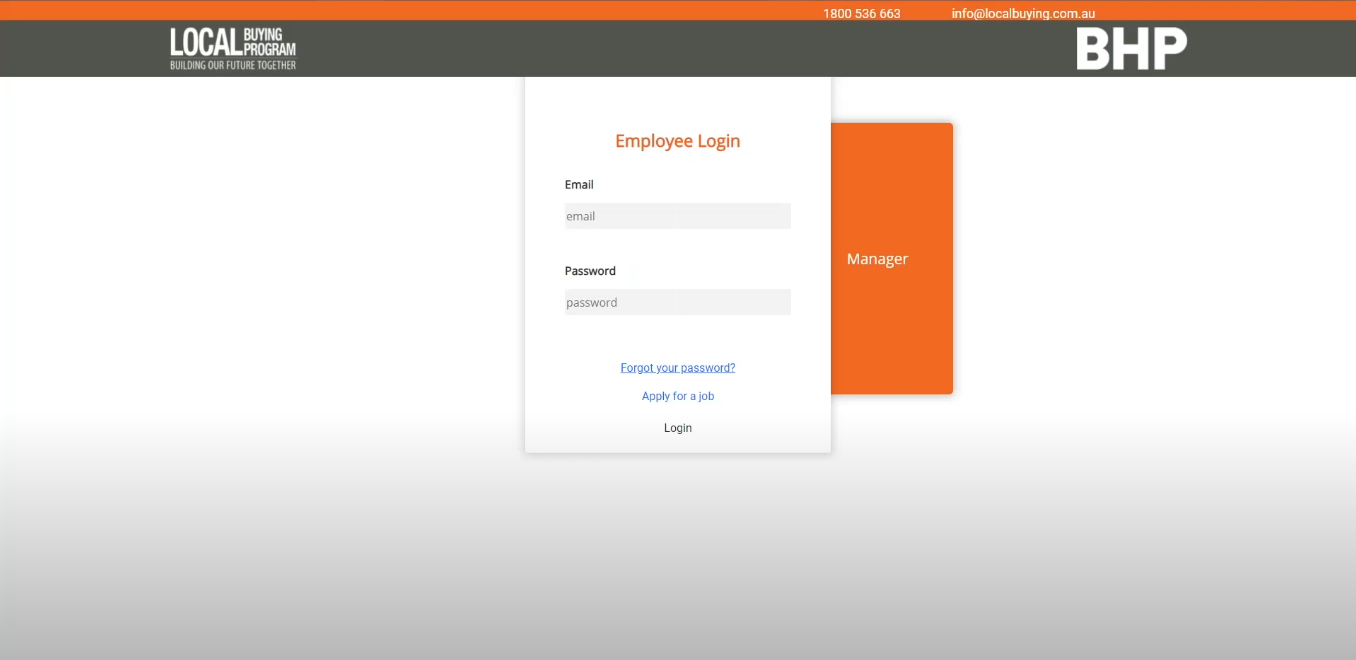 1800 536 663 info@localbuying.com.au
LOCAL BUYING PROGRAM
BUILDING OUR FUTURE TOGETHER
BHP
Employee Login
Email
email
Password
password
Manager
Forgot your password?
Apply for a job
Login